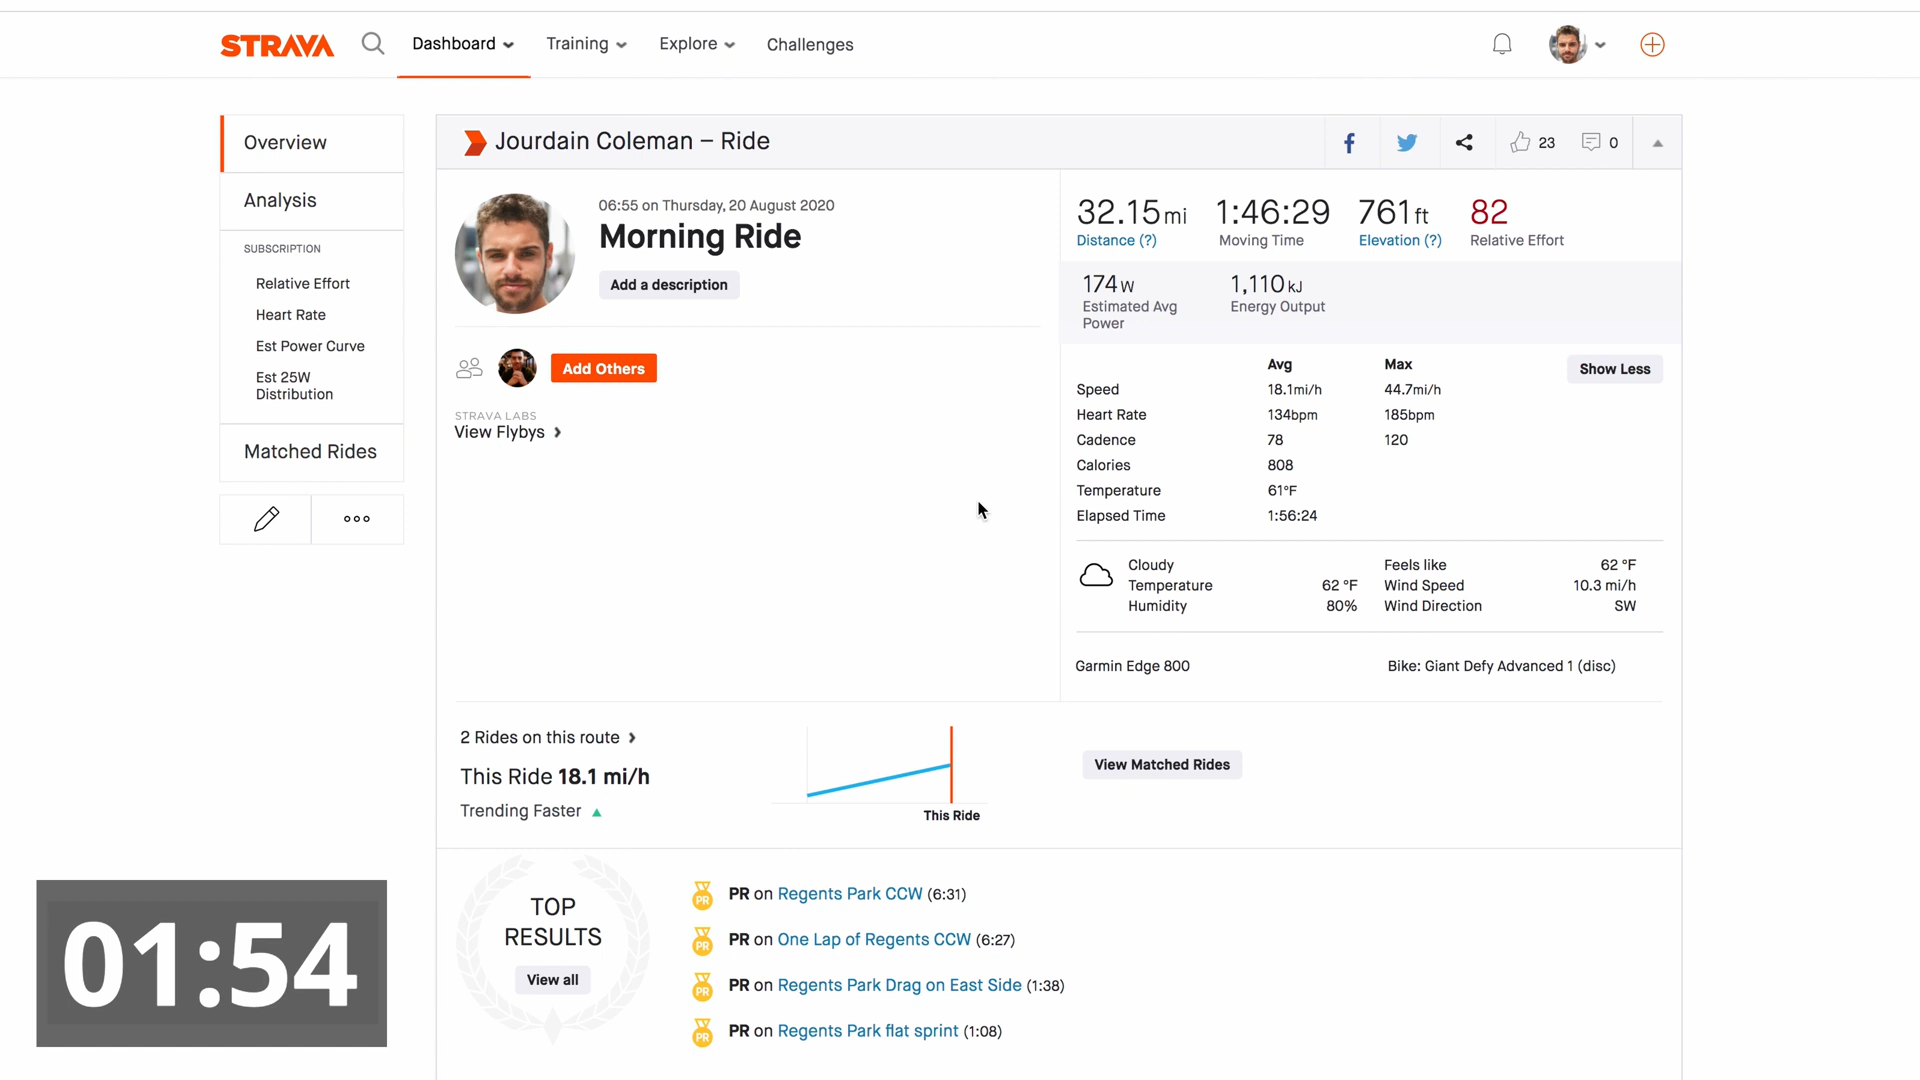 STRAVA
Dashboard
Training
Explore
Challenges
Overview
Analysis
SUBSCRIPTION
Relative Effort
Heart Rate
Est Power Curve
Est 25W
Distribution
Matched Rides
Jourdain Coleman – Ride
23
0
06:55 on Thursday, 20 August 2020
Morning Ride
Add a description
Add Others
STRAVA LABS
View Flybys
32.15mi 1:46:29 761ft 82
Distance (?) Moving Time Elevation (?) Relative Effort
174W 1,110kJ
Estimated Avg Energy Output
Power
Avg Max
Show Less
Speed 18.1mi/h 44.7mi/h
Heart Rate 134bpm 185bpm
Cadence 78 120
Calories 808
Temperature 61°F
Elapsed Time 1:56:24
Cloudy Feels like 62 °F
Temperature 62 °F Wind Speed 10.3 mi/h
Humidity 80% Wind Direction SW
Garmin Edge 800 Bike: Giant Defy Advanced 1 (disc)
2 Rides on this route
This Ride 18.1 mi/h
Trending Faster
This Ride
View Matched Rides
TOP
RESULTS
View all
PR PR on Regents Park CCW (6:31)
PR PR on One Lap of Regents CCW (6:27)
PR PR on Regents Park Drag on East Side (1:38)
PR PR on Regents Park flat sprint (1:08)
01:54